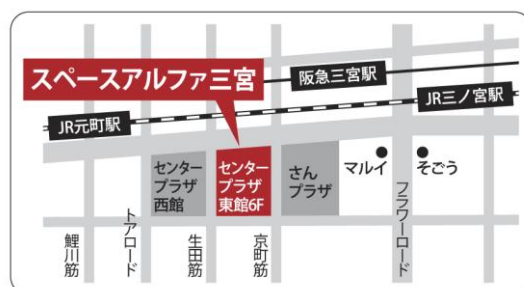 スペースアルファ三宮
阪急三宮駅
JR三ノ宮駅
JR元町駅
センター
プラザ
西館
センター
プラザ
東館6F
さん
プラザ
マルイ
そごう
鯉川筋
トアロード
生田筋
京町筋
フラワーロード